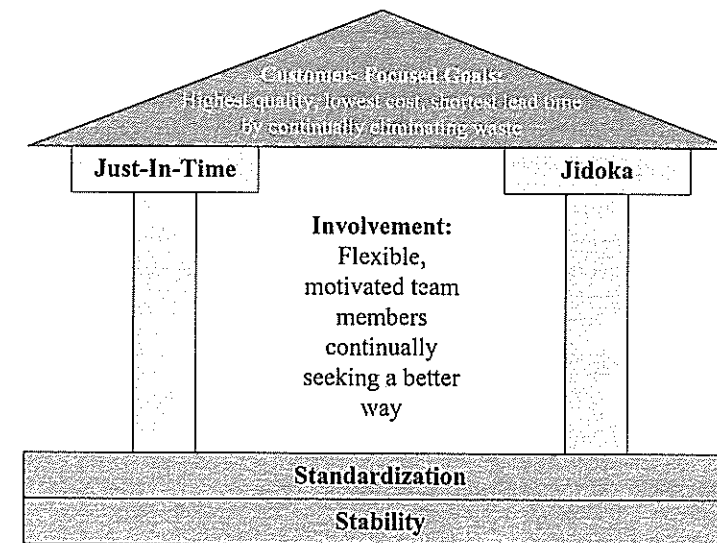 Customer- Focused Goals:
Highest quality, lowest cost, shortest lead time
by continually eliminating waste
Just-In-Time
Jidoka
Involvement:
Flexible,
motivated team
members
continually
seeking a better
way
Standardization
Stability